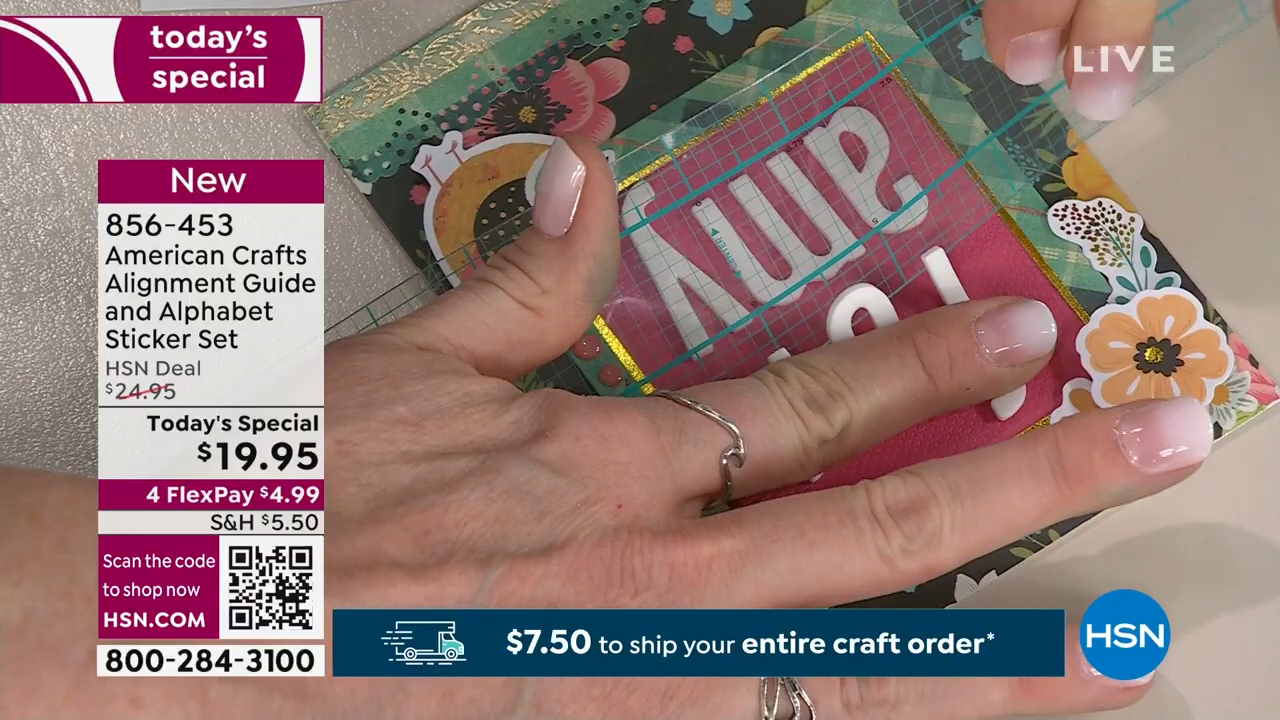 today's
special
LIVE
New
856-453
American Crafts
Alignment Guide
and Alphabet
Sticker Set
HSN Deal
$24.95
Today's Special
$19.95
4 FlexPay $4.99
S&H $5.50
Scan the code
to shop now
HSN.COM
800-284-3100
$7.50 to ship your entire craft order*
HSN
CENTER